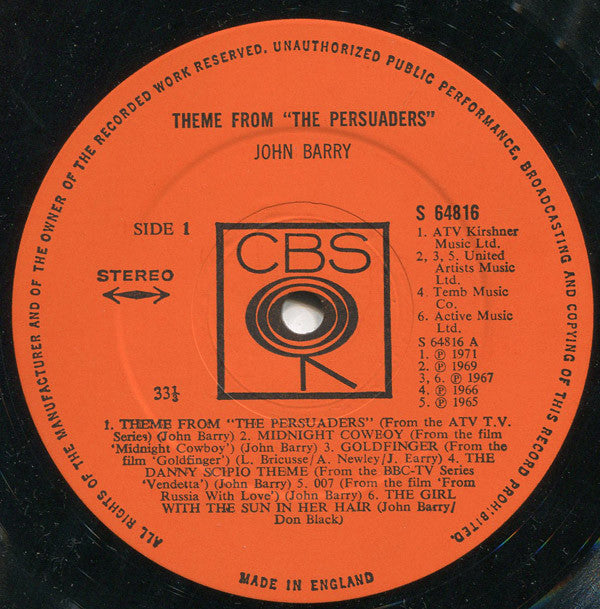 ALL RIGHTS OF THE MANUFACTURER AND OF THE OWNER OF THE RECORDED WORK RESERVED. UNAUTHORIZED PUBLIC PERFORMANCE, BROADCASTING AND COPYING OF THIS RECORD PROHIBITED.
THEME FROM "THE PERSUADERS"
JOHN BARRY
SIDE 1
STEREO
33⅓
CBS
S 64816
1. ATV Kirshner
Music Ltd.
2, 3, 5. United
Artists Music
Ltd.
4. Temb Music
Co.
6. Active Music
Ltd.
S 64816 A
1. ℗ 1971
2. ℗ 1969
3, 6. ℗ 1967
4. ℗ 1966
5. ℗ 1965
1. THEME FROM "THE PERSUADERS" (From the ATV T.V.
Series) (John Barry) 2. MIDNIGHT COWBOY (From the film
'Midnight Cowboy') (John Barry) 3. GOLDFINGER (From the
film 'Goldfinger') (L. Bricusse/A. Newley/J. Earry) 4. THE
DANNY SCIPIO THEME (From the BBC-TV Series
'Vendetta') (John Barry) 5. 007 (From the film 'From
Russia With Love') (John Barry) 6. THE GIRL
WITH THE SUN IN HER HAIR (John Barry/
Don Black)
MADE IN ENGLAND